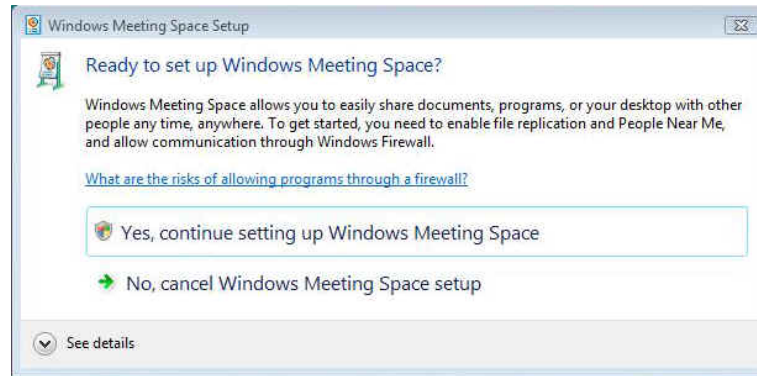 Windows Meeting Space Setup
Ready to set up Windows Meeting Space?
Windows Meeting Space allows you to easily share documents, programs, or your desktop with other
people any time, anywhere. To get started, you need to enable file replication and People Near Me,
and allow communication through Windows Firewall.
What are the risks of allowing programs through a firewall?
Yes, continue setting up Windows Meeting Space
No, cancel Windows Meeting Space setup
See details